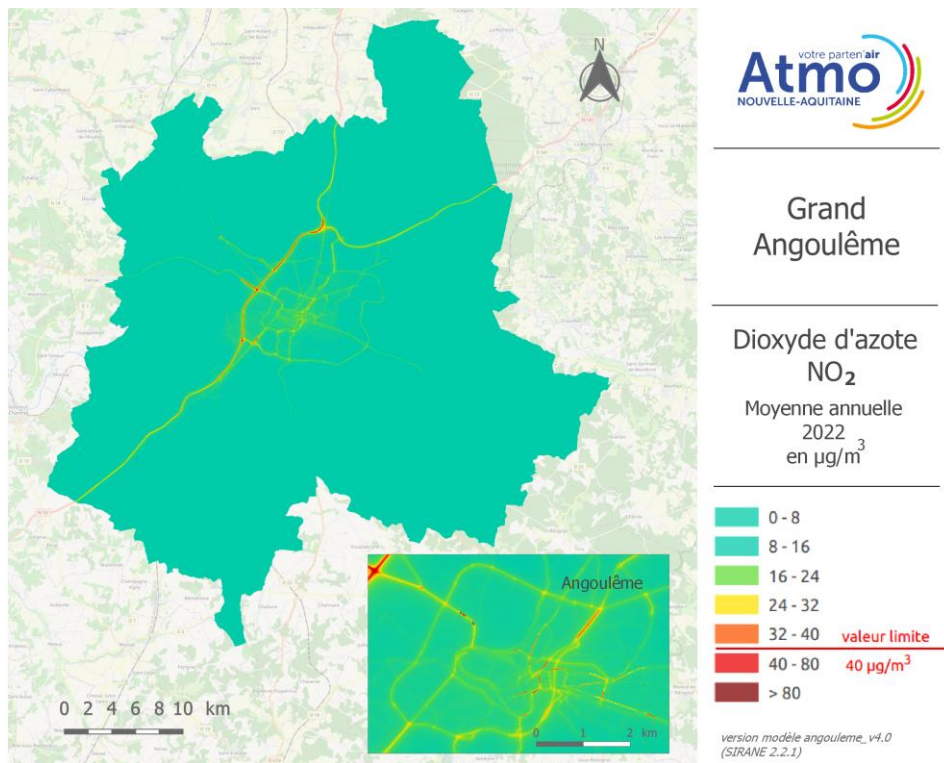 N
votre parten'air
Atmo
NOUVELLE-AQUITAINE
Grand
Angoulême
Dioxyde d'azote
NO₂
Moyenne annuelle
2022
en µg/m³
0 - 8
8 - 16
16 - 24
24 - 32
32 - 40 valeur limite
40 - 80 40 µg/m³
> 80
version modèle angouleme_v4.0
(SIRANE 2.2.1)
Angoulême
0 1 2 km
0 2 4 6 8 10 km